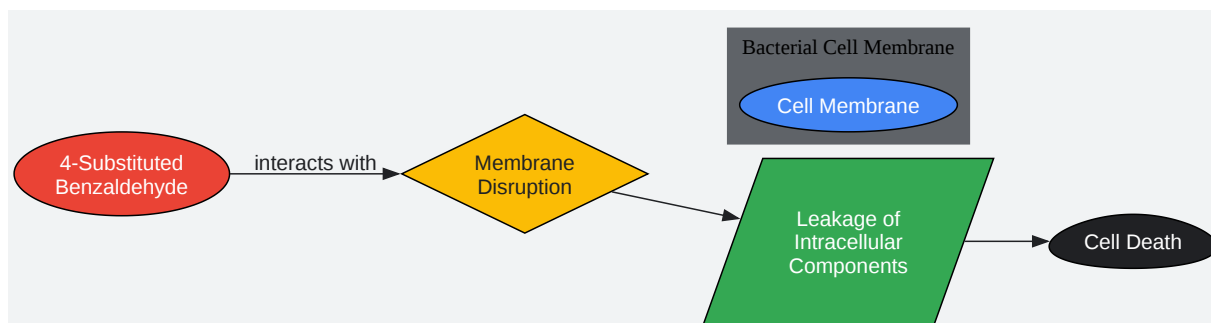 4-Substituted
Benzaldehyde
interacts with
Membrane
Disruption
Bacterial Cell Membrane
Cell Membrane
Leakage of
Intracellular
Components
Cell Death